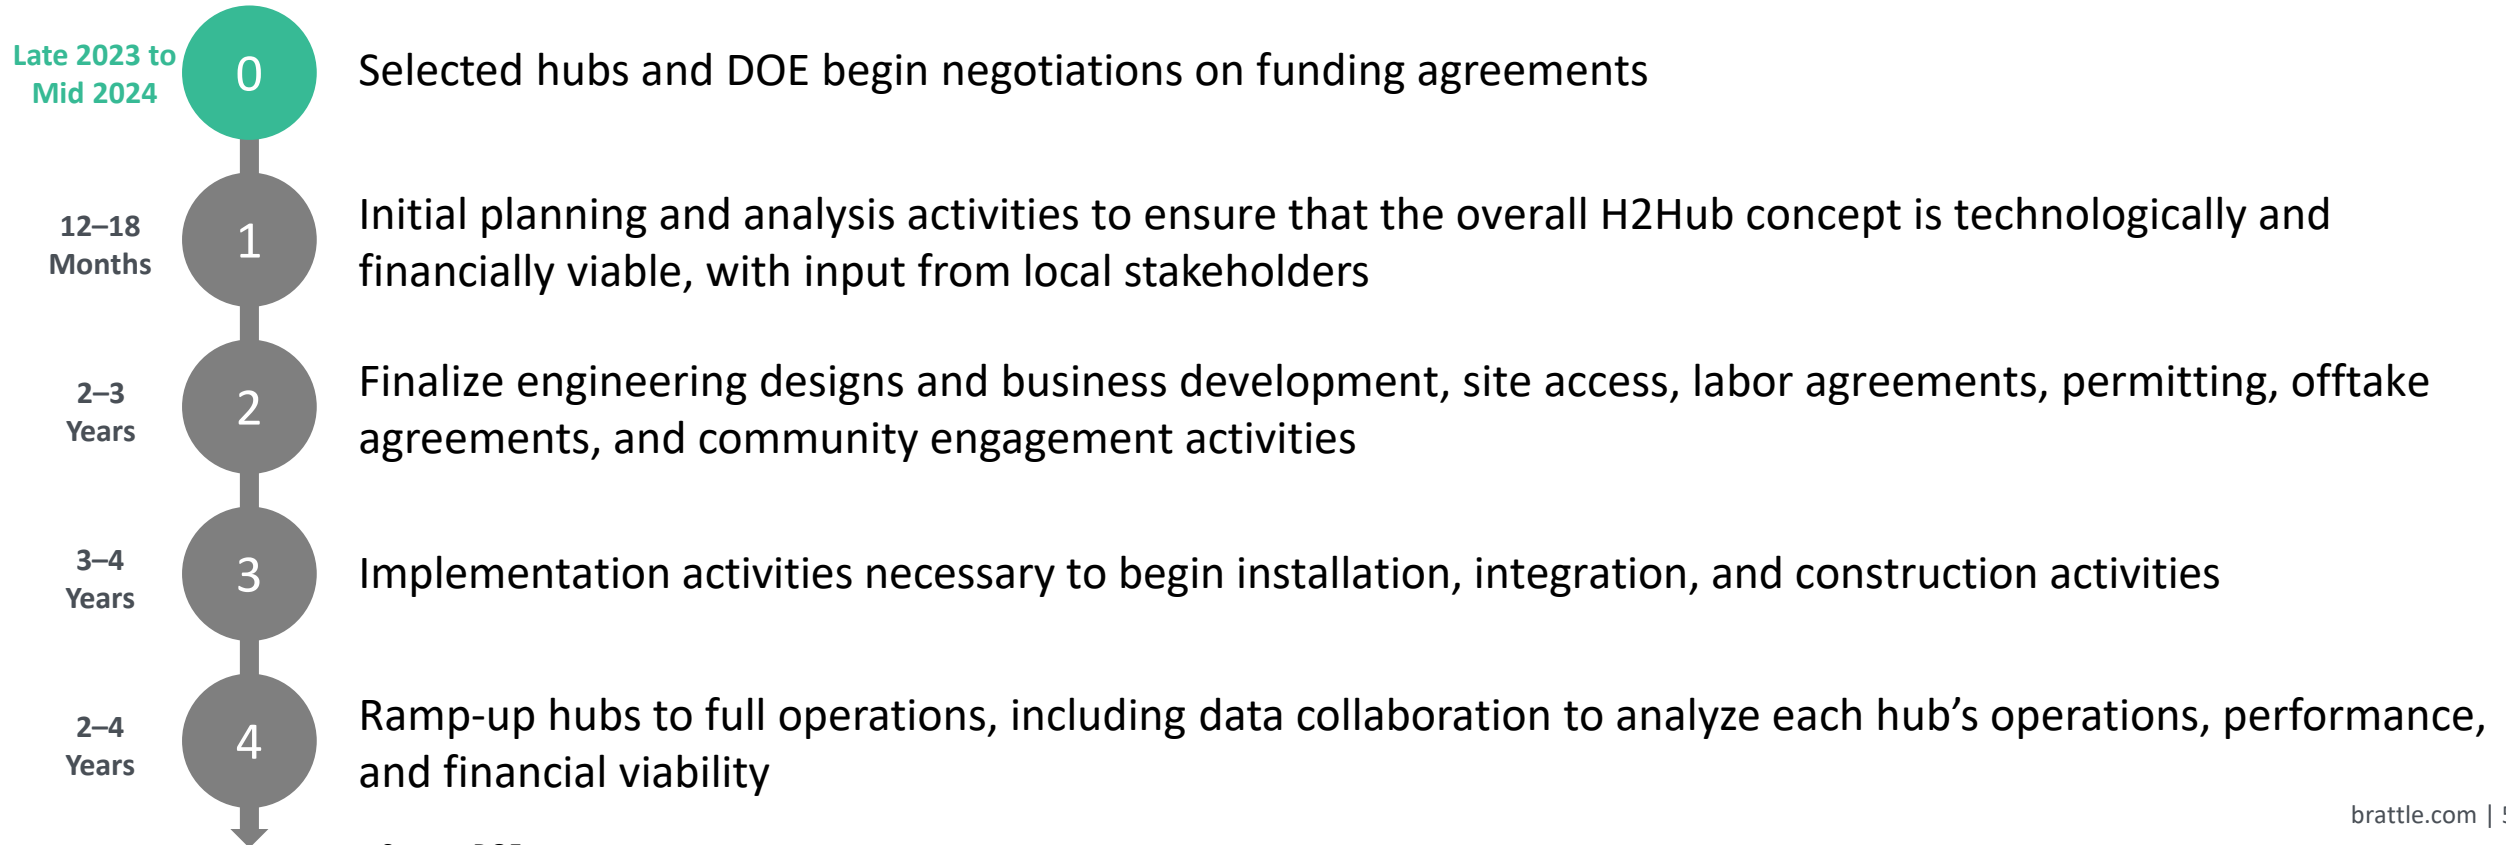 Late 2023 to
Mid 2024
0
Selected hubs and DOE begin negotiations on funding agreements
12–18
Months
1
Initial planning and analysis activities to ensure that the overall H2Hub concept is technologically and
financially viable, with input from local stakeholders
2–3
Years
2
Finalize engineering designs and business development, site access, labor agreements, permitting, offtake
agreements, and community engagement activities
3–4
Years
3
Implementation activities necessary to begin installation, integration, and construction activities
2–4
Years
4
Ramp-up hubs to full operations, including data collaboration to analyze each hub’s operations, performance,
and financial viability
brattle.com | 5